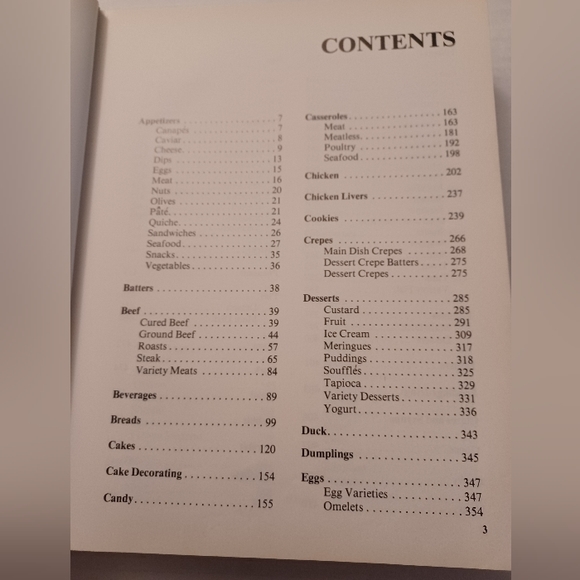 CONTENTS
Appetizers . . . . . . . . . . . . . . . . 7
Canapés . . . . . . . . . . . . . . 7
Caviar . . . . . . . . . . . . . . . 8
Cheese . . . . . . . . . . . . . . . 9
Dips . . . . . . . . . . . . . . . . 13
Eggs . . . . . . . . . . . . . . . . 15
Meat . . . . . . . . . . . . . . . . 16
Nuts . . . . . . . . . . . . . . . . 20
Olives . . . . . . . . . . . . . . . 21
Pâté . . . . . . . . . . . . . . . . 21
Quiche . . . . . . . . . . . . . . . 24
Sandwiches . . . . . . . . . . . . 26
Seafood . . . . . . . . . . . . . . 27
Snacks . . . . . . . . . . . . . . . 35
Vegetables . . . . . . . . . . . . 36
Batters . . . . . . . . . . . . . . . . 38
Beef . . . . . . . . . . . . . . . . . . 39
Cured Beef . . . . . . . . . . . . 39
Ground Beef . . . . . . . . . . . 44
Roasts . . . . . . . . . . . . . . . 57
Steak . . . . . . . . . . . . . . . . 65
Variety Meats . . . . . . . . . . 84
Beverages . . . . . . . . . . . . . . 89
Breads . . . . . . . . . . . . . . . . 99
Cakes . . . . . . . . . . . . . . . . 120
Cake Decorating . . . . . . . . . 154
Candy . . . . . . . . . . . . . . . . 155
Casseroles . . . . . . . . . . . . . . 163
Meat . . . . . . . . . . . . . . . . 163
Meatless . . . . . . . . . . . . . . 181
Poultry . . . . . . . . . . . . . . 192
Seafood . . . . . . . . . . . . . . 198
Chicken . . . . . . . . . . . . . . . 202
Chicken Livers . . . . . . . . . . . 237
Cookies . . . . . . . . . . . . . . . 239
Crepes . . . . . . . . . . . . . . . . 266
Main Dish Crepes . . . . . . . 268
Dessert Crepe Batters . . . . . 275
Dessert Crepes . . . . . . . . . 275
Desserts . . . . . . . . . . . . . . . 285
Custard . . . . . . . . . . . . . . 285
Fruit . . . . . . . . . . . . . . . . 291
Ice Cream . . . . . . . . . . . . 309
Meringues . . . . . . . . . . . . 317
Puddings . . . . . . . . . . . . . 318
Soufflés . . . . . . . . . . . . . . 325
Tapioca . . . . . . . . . . . . . . 329
Variety Desserts . . . . . . . . 331
Yogurt . . . . . . . . . . . . . . 336
Duck . . . . . . . . . . . . . . . . . 343
Dumplings . . . . . . . . . . . . . 345
Eggs . . . . . . . . . . . . . . . . . 347
Egg Varieties . . . . . . . . . . 347
Omelets . . . . . . . . . . . . . . 354
3